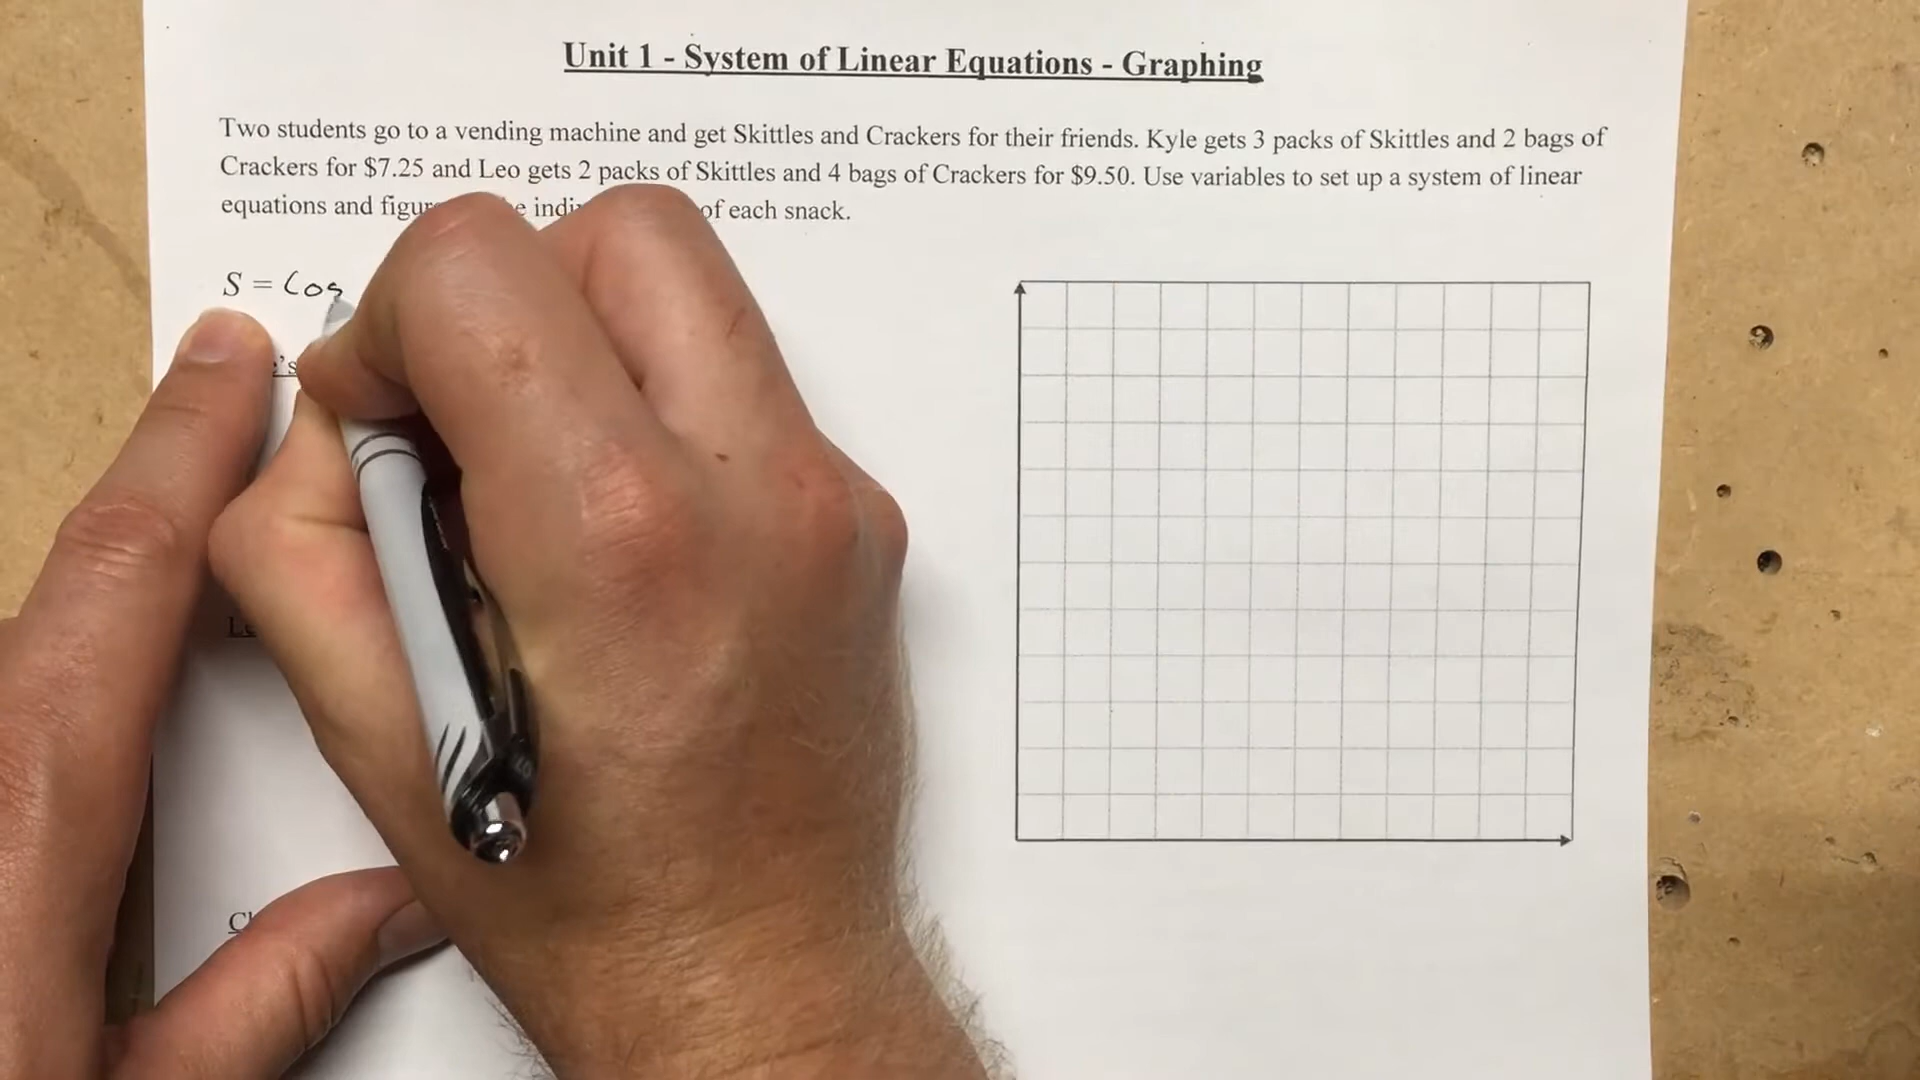 Unit 1 - System of Linear Equations - Graphing
Two students go to a vending machine and get Skittles and Crackers for their friends. Kyle gets 3 packs of Skittles and 2 bags of
Crackers for $7.25 and Leo gets 2 packs of Skittles and 4 bags of Crackers for $9.50. Use variables to set up a system of linear
equations and of each snack.
S = Cos